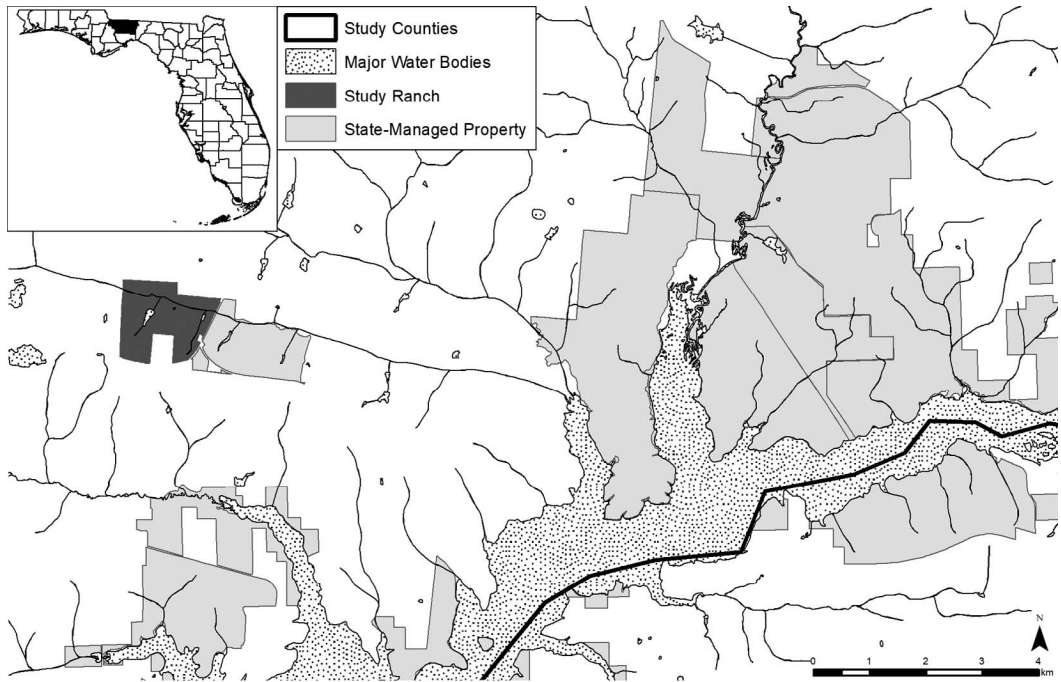 Study Counties
Major Water Bodies
Study Ranch
State-Managed Property
N
0 1 2 3 4
km